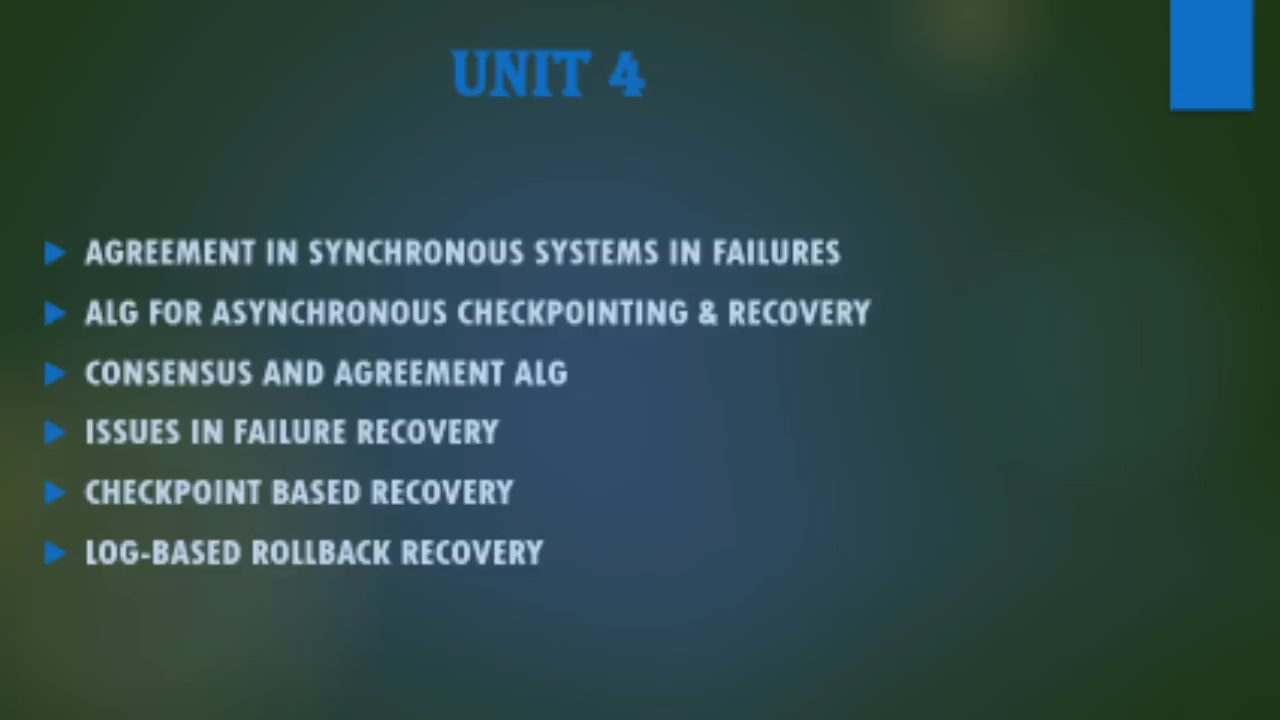 UNIT 4
AGREEMENT IN SYNCHRONOUS SYSTEMS IN FAILURES
ALG FOR ASYNCHRONOUS CHECKPOINTING & RECOVERY
CONSENSUS AND AGREEMENT ALG
ISSUES IN FAILURE RECOVERY
CHECKPOINT BASED RECOVERY
LOG-BASED ROLLBACK RECOVERY